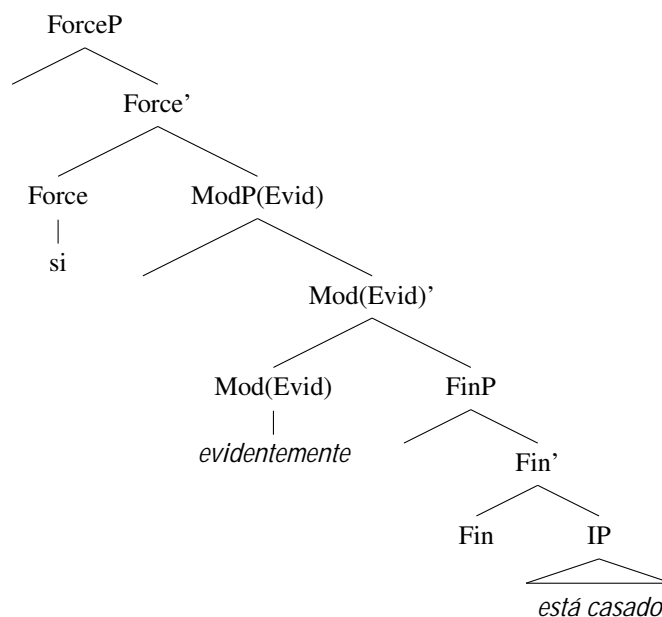 ForceP
Force’
Force ModP(Evid)
si
Mod(Evid)’
Mod(Evid) FinP
evidentemente
Fin’
Fin IP
está casado